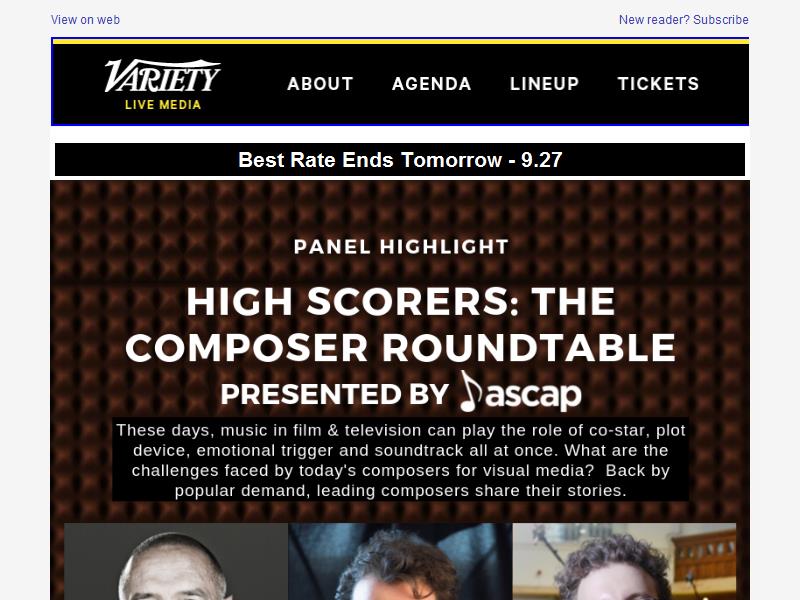 View on web
New reader? Subscribe
VARIETY
LIVE MEDIA
ABOUT
AGENDA
LINEUP
TICKETS
Best Rate Ends Tomorrow - 9.27
PANEL HIGHLIGHT
HIGH SCORERS: THE
COMPOSER ROUNDTABLE
PRESENTED BY ascap
These days, music in film & television can play the role of co-star, plot
device, emotional trigger and soundtrack all at once. What are the
challenges faced by today's composers for visual media? Back by
popular demand, leading composers share their stories.